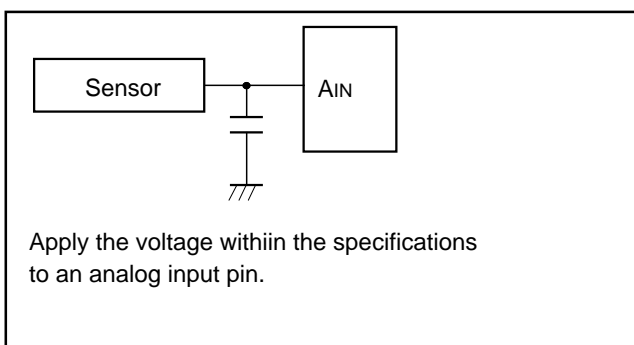 Sensor
AIN
Apply the voltage withiin the specifications
to an analog input pin.